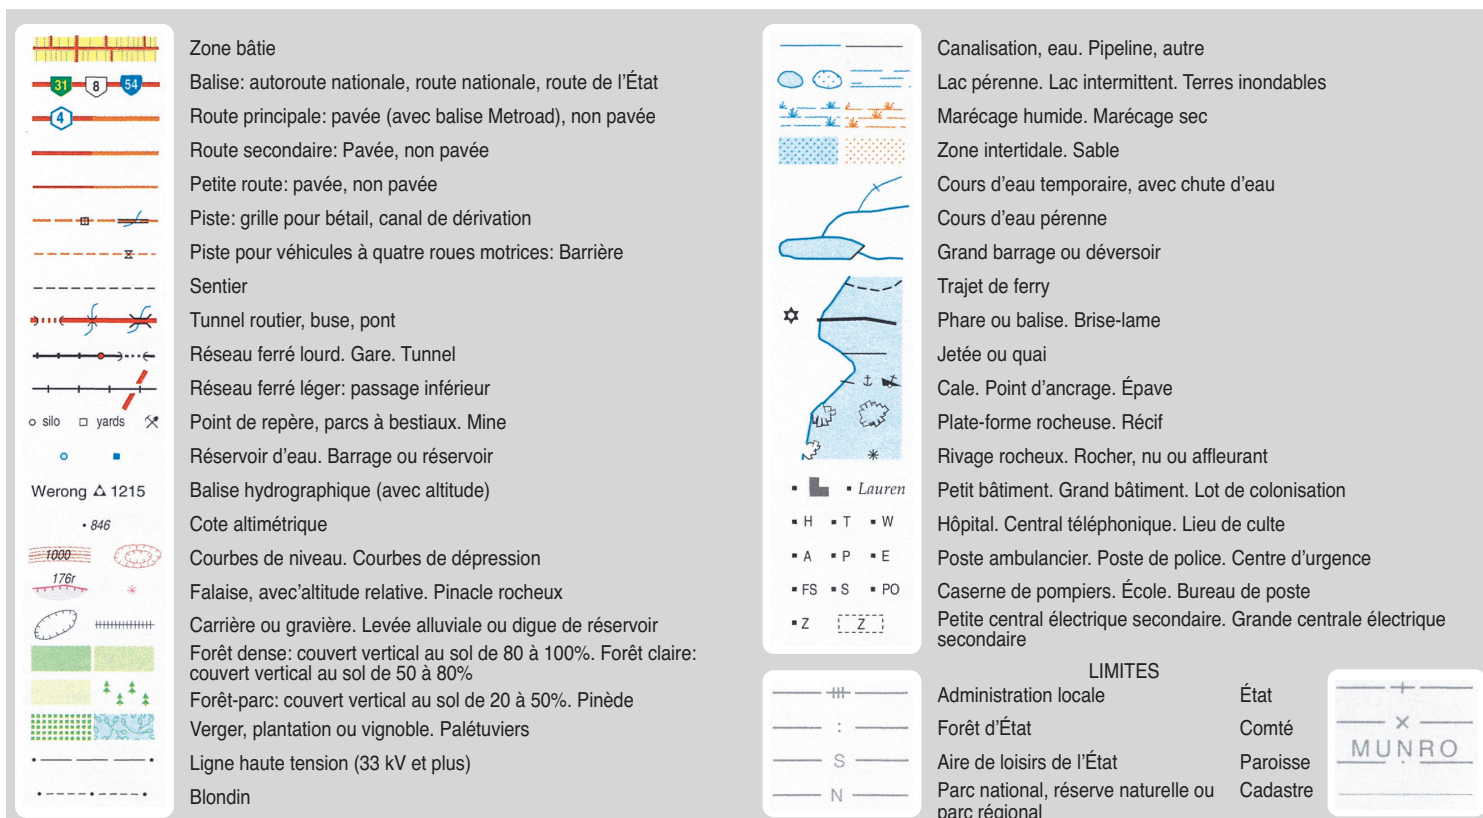 Zone bâtie
31 8 54 Balise: autoroute nationale, route nationale, route de l'État
4 Route principale: pavée (avec balise Metroad), non pavée
Route secondaire: Pavée, non pavée
Petite route: pavée, non pavée
Piste: grille pour bétail, canal de dérivation
Piste pour véhicules à quatre roues motrices: Barrière
Sentier
Tunnel routier, buse, pont
Réseau ferré lourd. Gare. Tunnel
Réseau ferré léger: passage inférieur
silo yards Point de repère, parcs à bestiaux. Mine
Réservoir d'eau. Barrage ou réservoir
Werong 1215 Balise hydrographique (avec altitude)
846 Cote altimétrique
1000 Courbes de niveau. Courbes de dépression
176r Falaise, avec'altitude relative. Pinacle rocheux
Carrière ou gravière. Levée alluviale ou digue de réservoir
Forêt dense: couvert vertical au sol de 80 à 100%. Forêt claire:
couvert vertical au sol de 50 à 80%
Forêt-parc: couvert vertical au sol de 20 à 50%. Pinède
Verger, plantation ou vignoble. Palétuviers
Ligne haute tension (33 kV et plus)
Blondin
Canalisation, eau. Pipeline, autre
Lac pérenne. Lac intermittent. Terres inondables
Marécage humide. Marécage sec
Zone intertidale. Sable
Cours d'eau temporaire, avec chute d'eau
Cours d'eau pérenne
Grand barrage ou déversoir
Trajet de ferry
Phare ou balise. Brise-lame
Jetée ou quai
Cale. Point d'ancrage. Épave
Plate-forme rocheuse. Récif
Rivage rocheux. Rocher, nu ou affleurant
Lauren Petit bâtiment. Grand bâtiment. Lot de colonisation
H T W Hôpital. Central téléphonique. Lieu de culte
A P E Poste ambulancier. Poste de police. Centre d'urgence
FS S PO Caserne de pompiers. École. Bureau de poste
Z Z Petite central électrique secondaire. Grande centrale électrique
secondaire
LIMITES
Administration locale État
Forêt d'État Comté
S Aire de loisirs de l'État Paroisse MUNRO
N Parc national, réserve naturelle ou Cadastre
parc régional